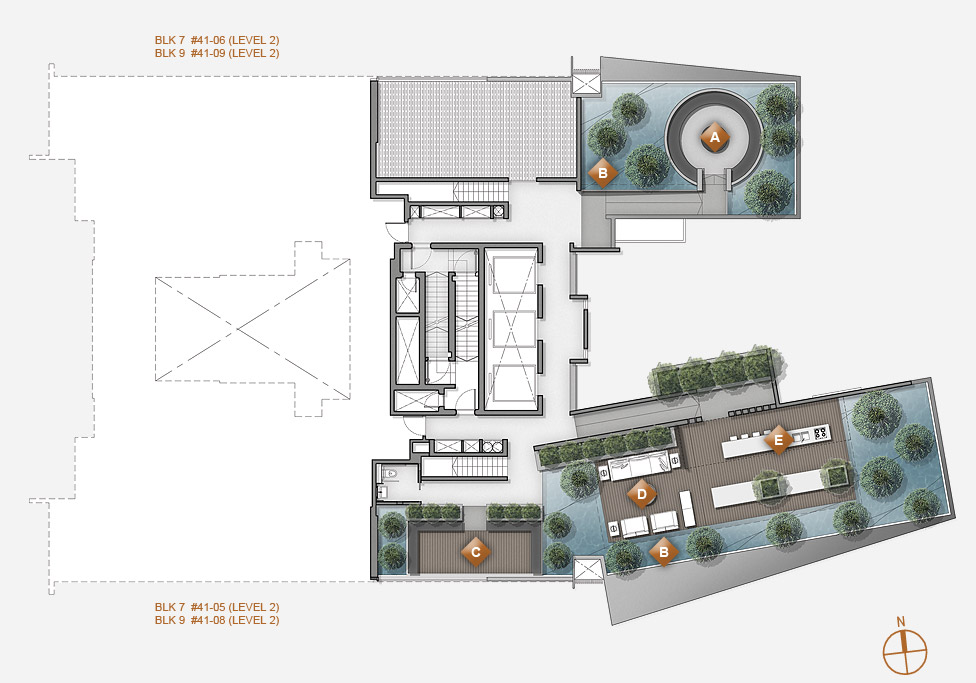 BLK 7 #41-06 (LEVEL 2)
BLK 9 #41-09 (LEVEL 2)
A
B
E
D
C
B
BLK 7 #41-05 (LEVEL 2)
BLK 9 #41-08 (LEVEL 2)
N